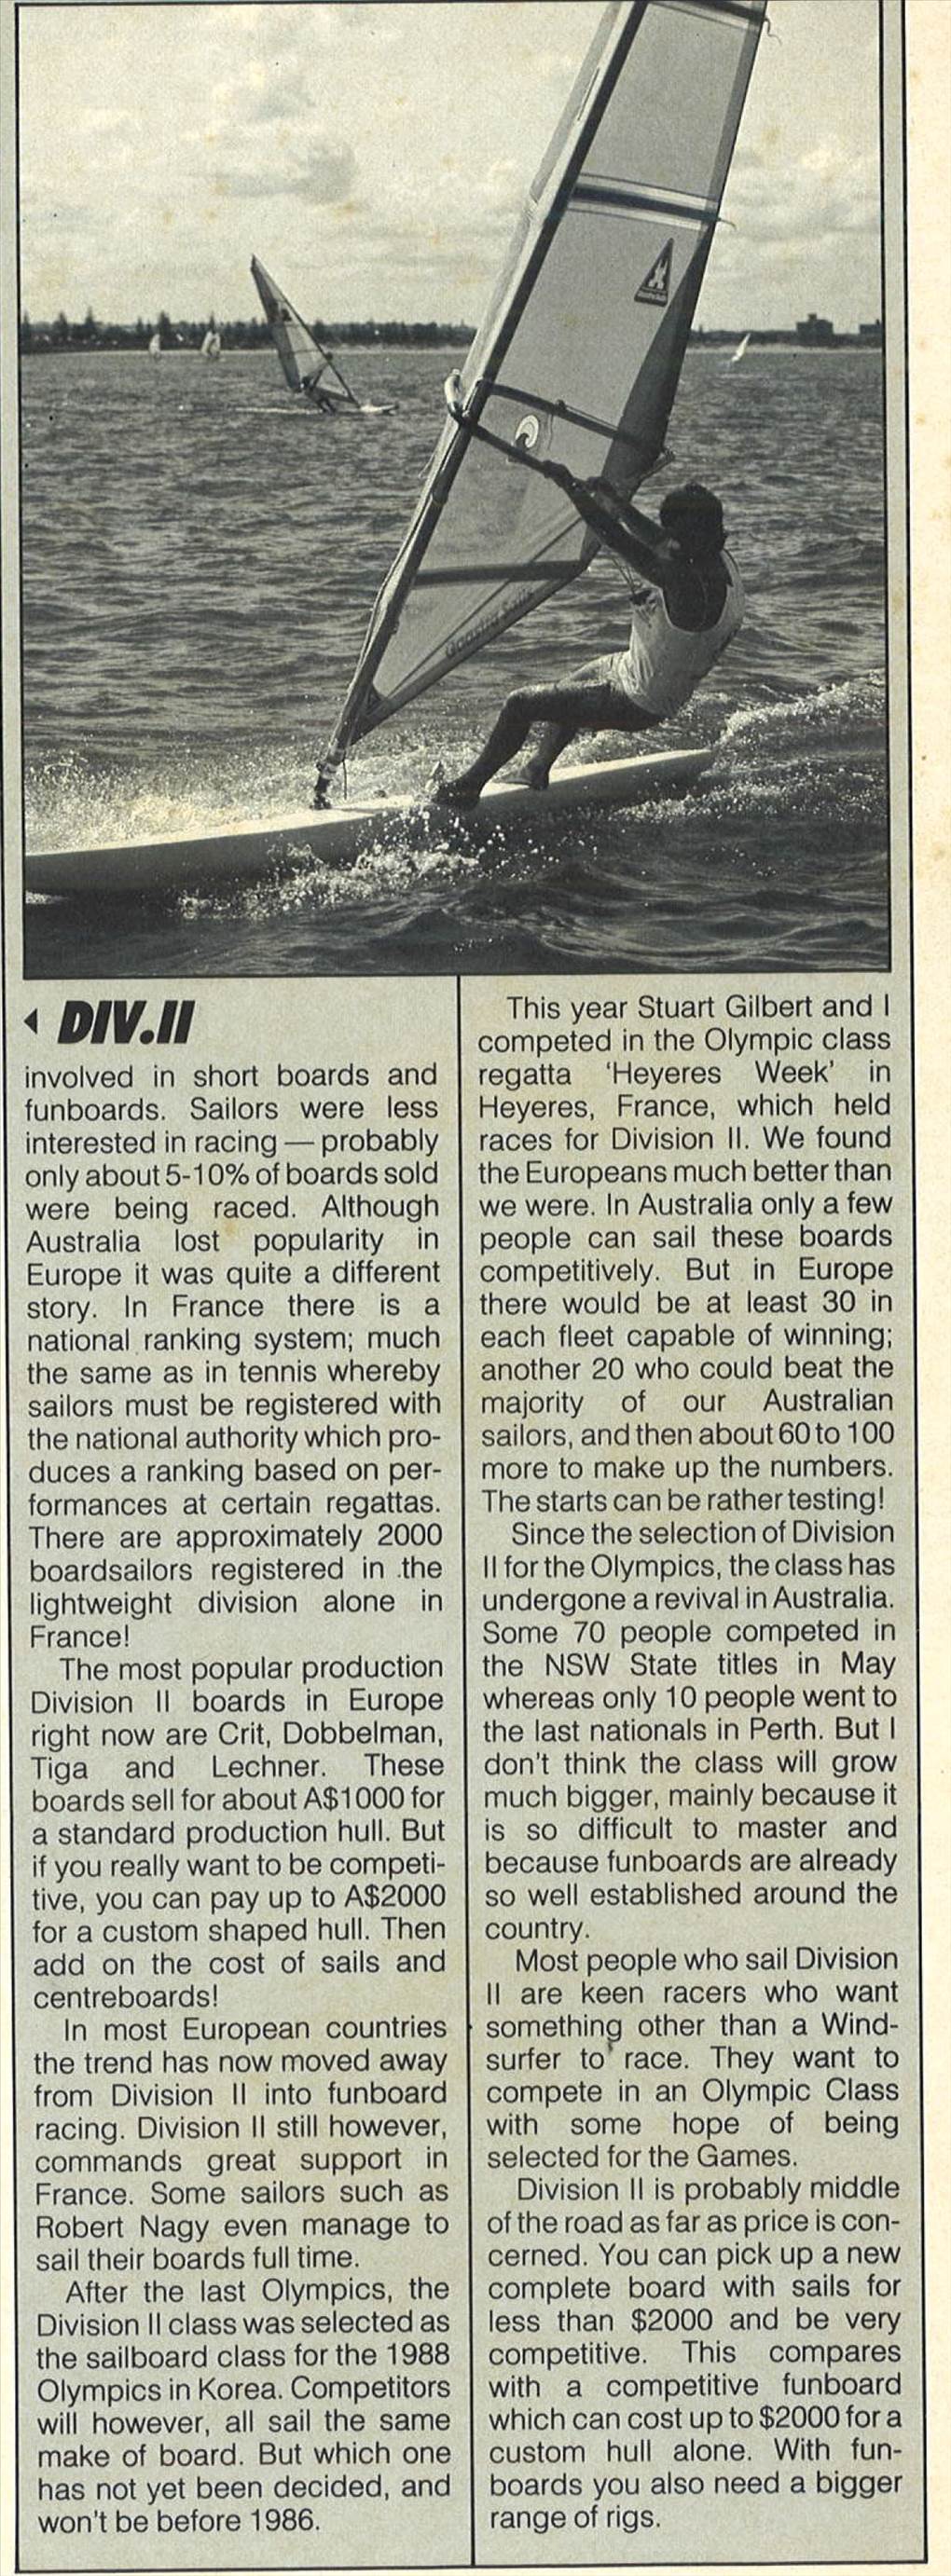 Gaastra Sails
DIV.II
involved in short boards and
funboards. Sailors were less
interested in racing — probably
only about 5-10% of boards sold
were being raced. Although
Australia lost popularity in
Europe it was quite a different
story. In France there is a
national ranking system; much
the same as in tennis whereby
sailors must be registered with
the national authority which pro-
duces a ranking based on per-
formances at certain regattas.
There are approximately 2000
boardsailors registered in the
lightweight division alone in
France!
The most popular production
Division II boards in Europe
right now are Crit, Dobbelman,
Tiga and Lechner. These
boards sell for about A$1000 for
a standard production hull. But
if you really want to be competi-
tive, you can pay up to A$2000
for a custom shaped hull. Then
add on the cost of sails and
centreboards!
In most European countries
the trend has now moved away
from Division II into funboard
racing. Division II still however,
commands great support in
France. Some sailors such as
Robert Nagy even manage to
sail their boards full time.
After the last Olympics, the
Division II class was selected as
the sailboard class for the 1988
Olympics in Korea. Competitors
will however, all sail the same
make of board. But which one
has not yet been decided, and
won't be before 1986.
This year Stuart Gilbert and I
competed in the Olympic class
regatta 'Heyeres Week' in
Heyeres, France, which held
races for Division II. We found
the Europeans much better than
we were. In Australia only a few
people can sail these boards
competitively. But in Europe
there would be at least 30 in
each fleet capable of winning;
another 20 who could beat the
majority of our Australian
sailors, and then about 60 to 100
more to make up the numbers.
The starts can be rather testing!
Since the selection of Division
II for the Olympics, the class has
undergone a revival in Australia.
Some 70 people competed in
the NSW State titles in May
whereas only 10 people went to
the last nationals in Perth. But I
don't think the class will grow
much bigger, mainly because it
is so difficult to master and
because funboards are already
so well established around the
country.
Most people who sail Division
II are keen racers who want
something other than a Wind-
surfer to race. They want to
compete in an Olympic Class
with some hope of being
selected for the Games.
Division II is probably middle
of the road as far as price is con-
cerned. You can pick up a new
complete board with sails for
less than $2000 and be very
competitive. This compares
with a competitive funboard
which can cost up to $2000 for a
custom hull alone. With fun-
boards you also need a bigger
range of rigs.